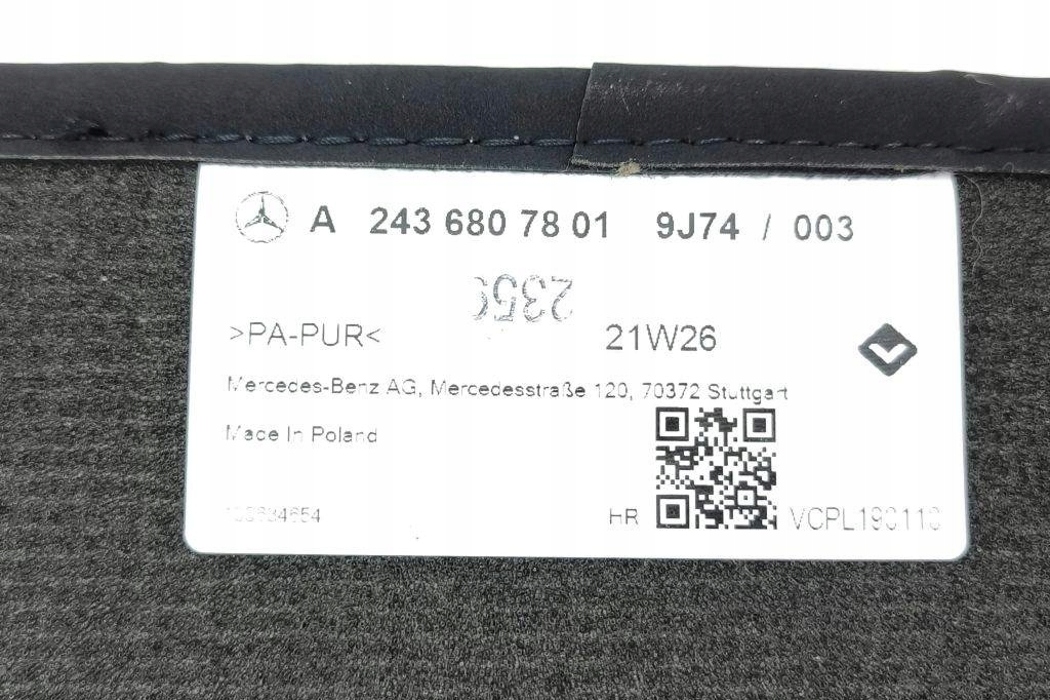 A 243 680 78 01 9J74 / 003
>PA-PUR<
21W26
Mercedes-Benz AG, Mercedesstraße 120, 70372 Stuttgart
Made In Poland
HR